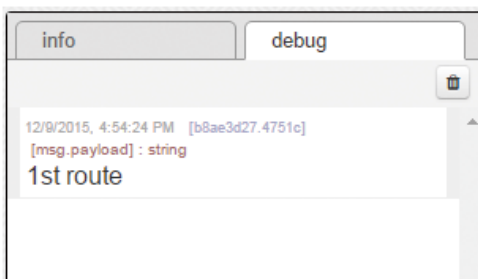 info debug
12/9/2015, 4:54:24 PM [b8ae3d27.4751c]
[msg.payload] : string
1st route